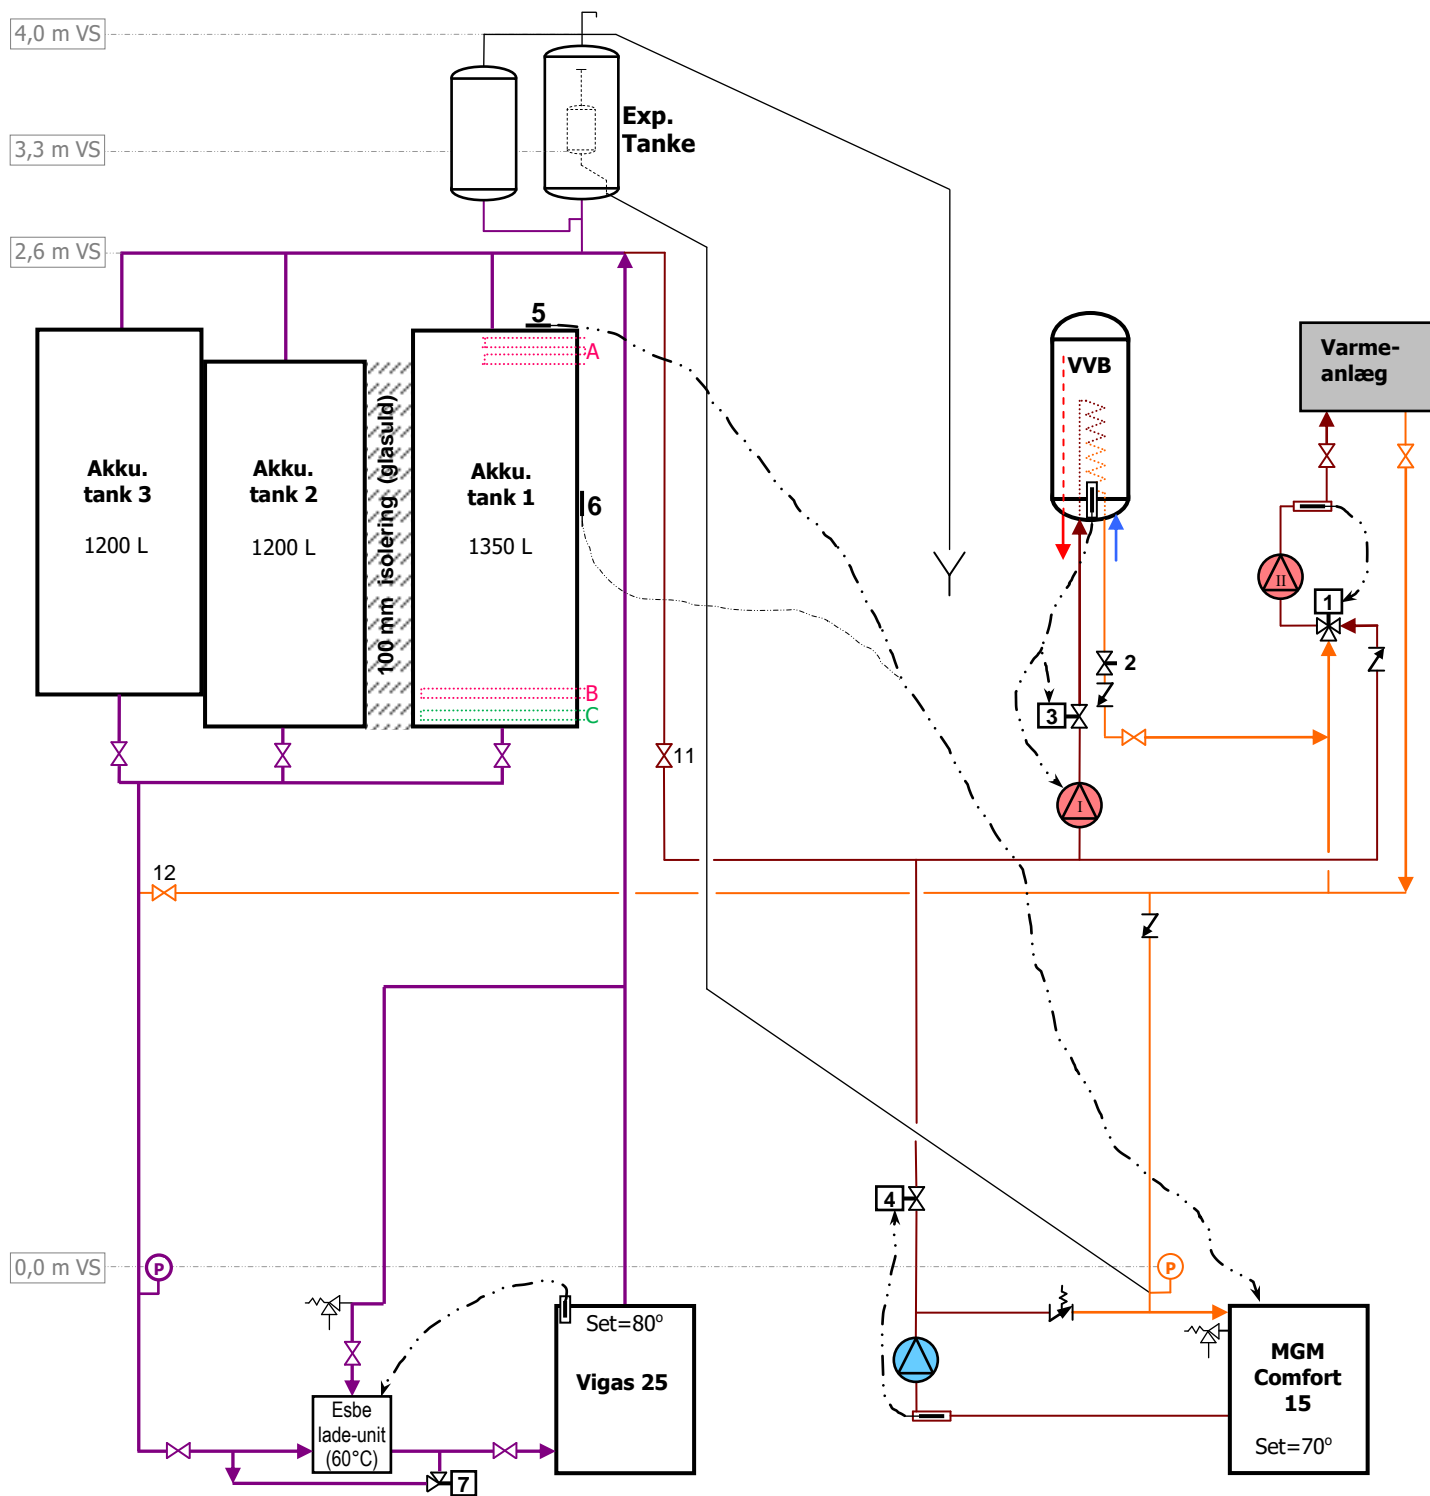 4,0 m VS
Exp.
Tanke
3,3 m VS
2,6 m VS
5
A
VVB
Varme-
anlæg
Akku.
tank 3
1200 L
Akku.
tank 2
1200 L
100 mm isolering (glasuld)
Akku.
tank 1
1350 L
6
II
1
2
B
C
3
11
I
12
4
0,0 m VS
P
P
Set=80°
Vigas 25
MGM
Comfort
15
Set=70°
Esbe
lade-unit
(60°C)
7